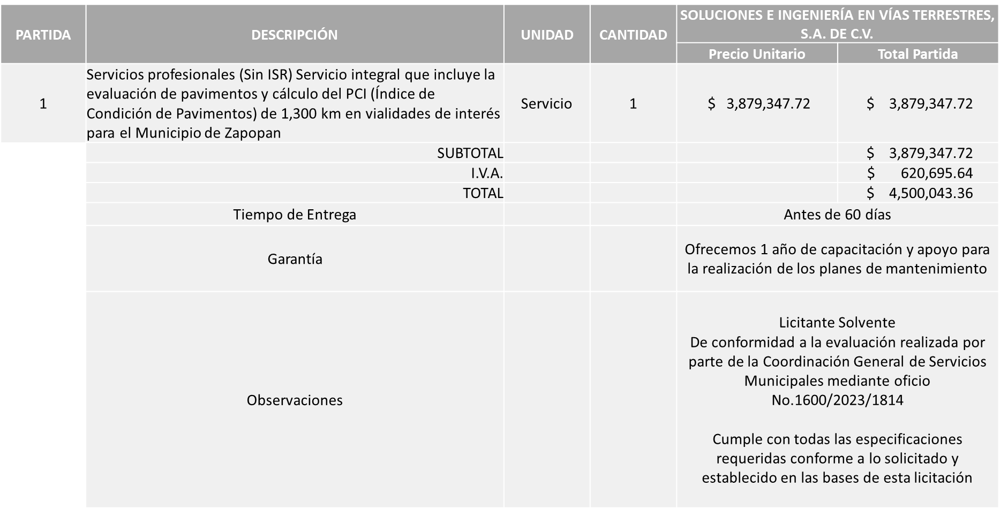 PARTIDA
DESCRIPCIÓN
UNIDAD
CANTIDAD
SOLUCIONES E INGENIERÍA EN VÍAS TERRESTRES,
S.A. DE C.V.
Precio Unitario
Total Partida
1
Servicios profesionales (Sin ISR) Servicio integral que incluye la
evaluación de pavimentos y cálculo del PCI (Índice de
Condición de Pavimentos) de 1,300 km en vialidades de interés
para el Municipio de Zapopan
Servicio
1
$ 3,879,347.72
$ 3,879,347.72
SUBTOTAL
$ 3,879,347.72
I.V.A.
$ 620,695.64
TOTAL
$ 4,500,043.36
Tiempo de Entrega
Antes de 60 días
Garantía
Ofrecemos 1 año de capacitación y apoyo para
la realización de los planes de mantenimiento
Observaciones
Licitante Solvente
De conformidad a la evaluación realizada por
parte de la Coordinación General de Servicios
Municipales mediante oficio
No.1600/2023/1814
Cumple con todas las especificaciones
requeridas conforme a lo solicitado y
establecido en las bases de esta licitación